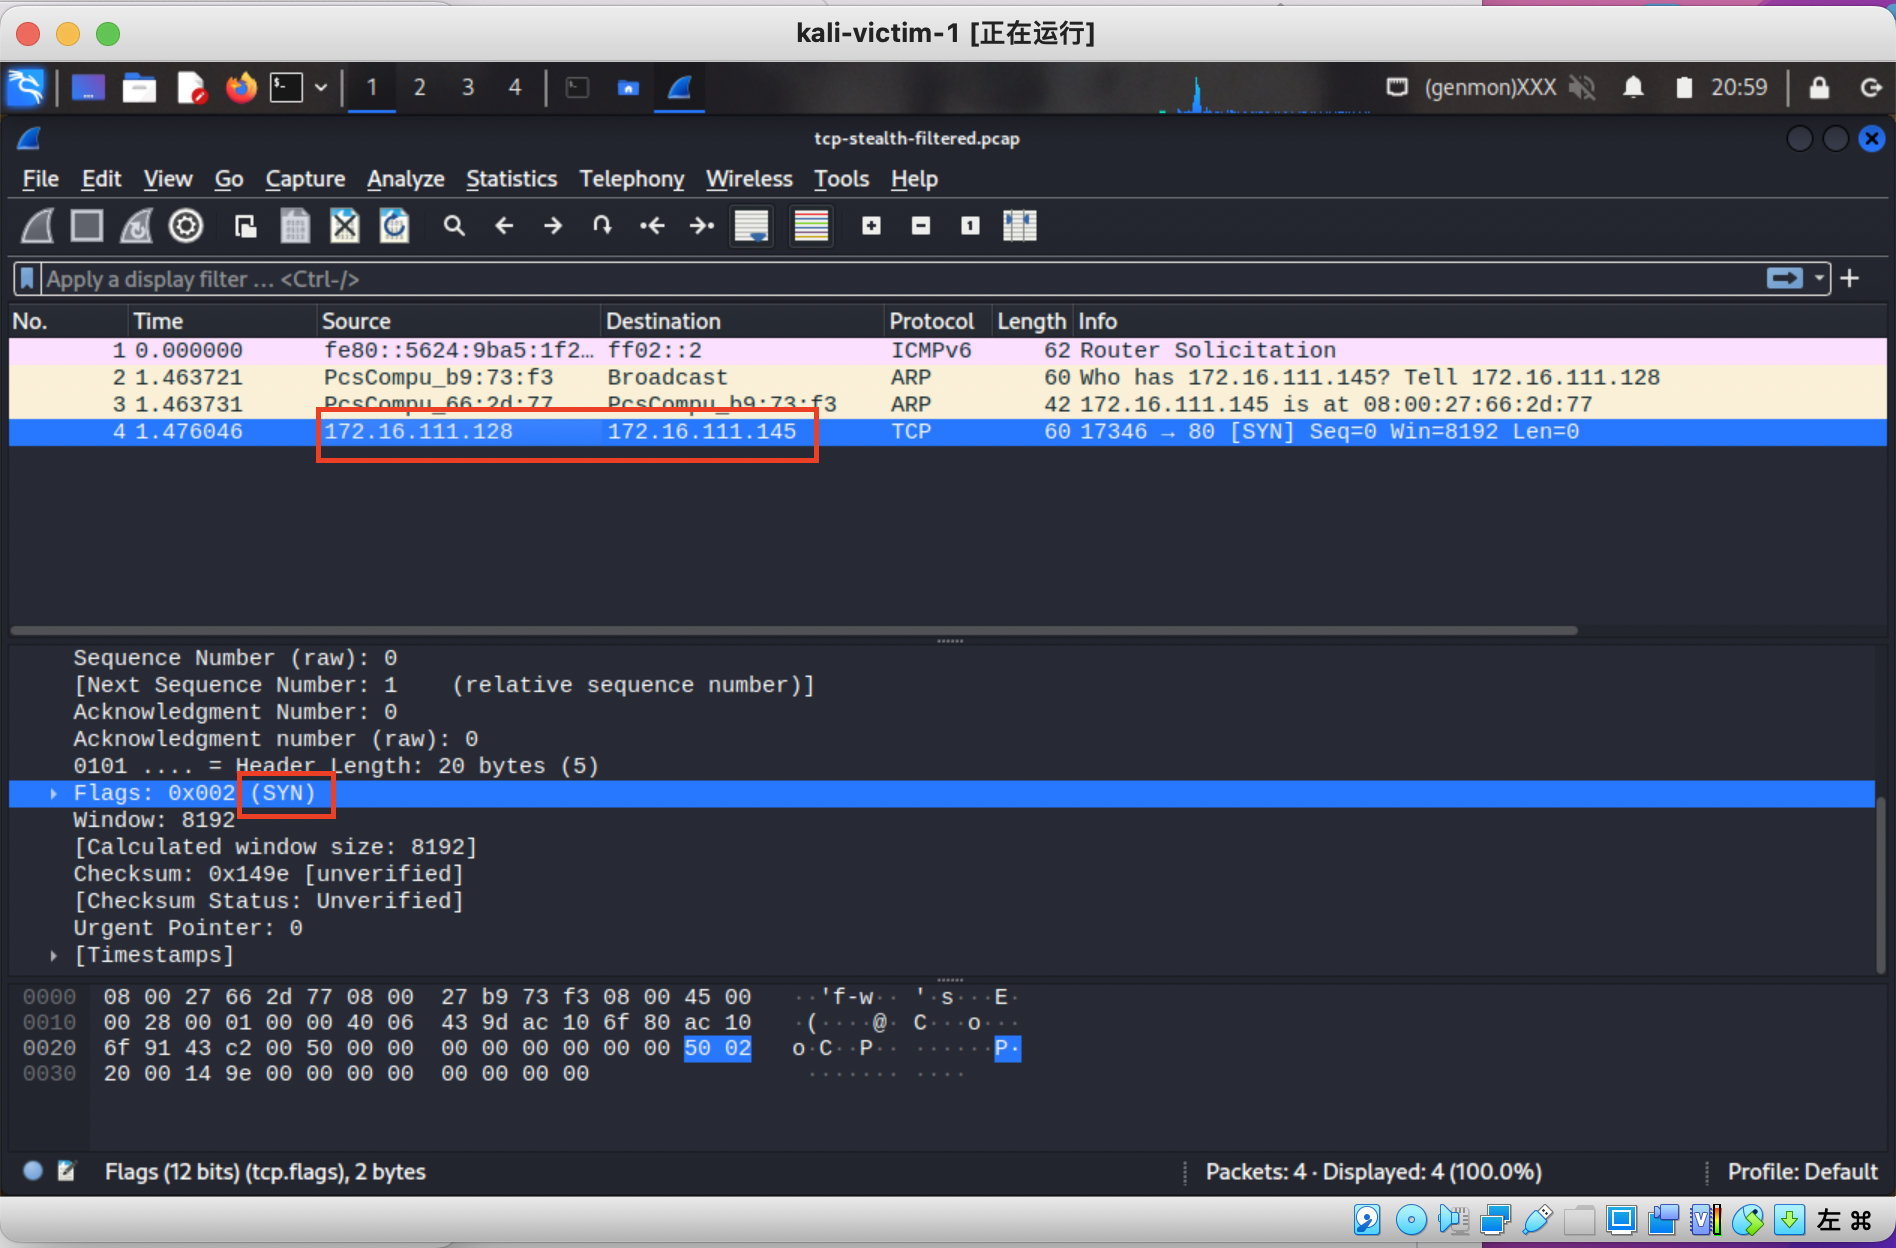 kali-victim-1 [正在运行]
1 2 3 4 (genmon)XXX 20:59
tcp-stealth-filtered.pcap
File Edit View Go Capture Analyze Statistics Telephony Wireless Tools Help
Apply a display filter … <Ctrl-/>
No. Time Source Destination Protocol Length Info
1 0.000000 fe80::5624:9ba5:1f2… ff02::2 ICMPv6 62 Router Solicitation
2 1.463721 PcsCompu_b9:73:f3 Broadcast ARP 60 Who has 172.16.111.145? Tell 172.16.111.128
3 1.463731 PcsCompu_66:2d:77 PcsCompu_b9:73:f3 ARP 42 172.16.111.145 is at 08:00:27:66:2d:77
4 1.476046 172.16.111.128 172.16.111.145 TCP 60 17346 → 80 [SYN] Seq=0 Win=8192 Len=0
Sequence Number (raw): 0
[Next Sequence Number: 1 (relative sequence number)]
Acknowledgment Number: 0
Acknowledgment number (raw): 0
0101 .... = Header Length: 20 bytes (5)
Flags: 0x002 (SYN)
Window: 8192
[Calculated window size: 8192]
Checksum: 0x149e [unverified]
[Checksum Status: Unverified]
Urgent Pointer: 0
[Timestamps]
0000 08 00 27 66 2d 77 08 00 27 b9 73 f3 08 00 45 00 ··'f-w·· '·s···E·
0010 00 28 00 01 00 00 40 06 43 9d ac 10 6f 80 ac 10 ·(····@· C···o···
0020 6f 91 43 c2 00 50 00 00 00 00 00 00 00 00 50 02 o·C··P·· ······P·
0030 20 00 14 9e 00 00 00 00 00 00 00 00 ······· ····
Flags (12 bits) (tcp.flags), 2 bytes Packets: 4 · Displayed: 4 (100.0%) Profile: Default
左 ⌘